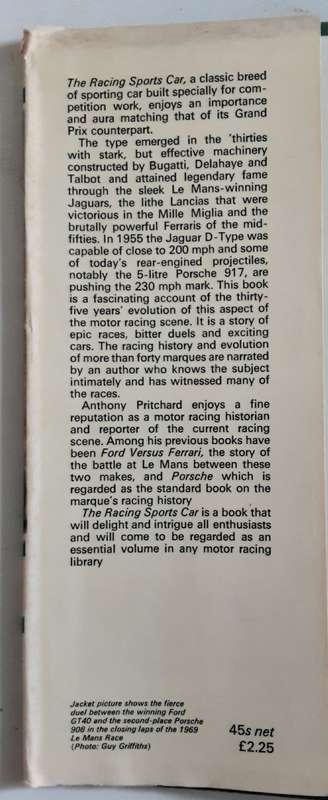 The Racing Sports Car, a classic breed
of sporting car built specially for com-
petition work, enjoys an importance
and aura matching that of its Grand
Prix counterpart.
The type emerged in the 'thirties
with stark, but effective machinery
constructed by Bugatti, Delahaye and
Talbot and attained legendary fame
through the sleek Le Mans-winning
Jaguars, the lithe Lancias that were
victorious in the Mille Miglia and the
brutally powerful Ferraris of the mid-
fifties. In 1955 the Jaguar D-Type was
capable of close to 200 mph and some
of today's rear-engined projectiles,
notably the 5-litre Porsche 917, are
pushing the 230 mph mark. This book
is a fascinating account of the thirty-
five years' evolution of this aspect of
the motor racing scene. It is a story of
epic races, bitter duels and exciting
cars. The racing history and evolution
of more than forty marques are narrated
by an author who knows the subject
intimately and has witnessed many of
the races.
Anthony Pritchard enjoys a fine
reputation as a motor racing historian
and reporter of the current racing
scene. Among his previous books have
been Ford Versus Ferrari, the story of
the battle at Le Mans between these
two makes, and Porsche which is
regarded as the standard book on the
marque's racing history
The Racing Sports Car is a book that
will delight and intrigue all enthusiasts
and will come to be regarded as an
essential volume in any motor racing
library
Jacket picture shows the fierce
duel between the winning Ford
GT40 and the second-place Porsche
908 in the closing laps of the 1969
Le Mans Race
(Photo: Guy Griffiths)
45s net
£2.25